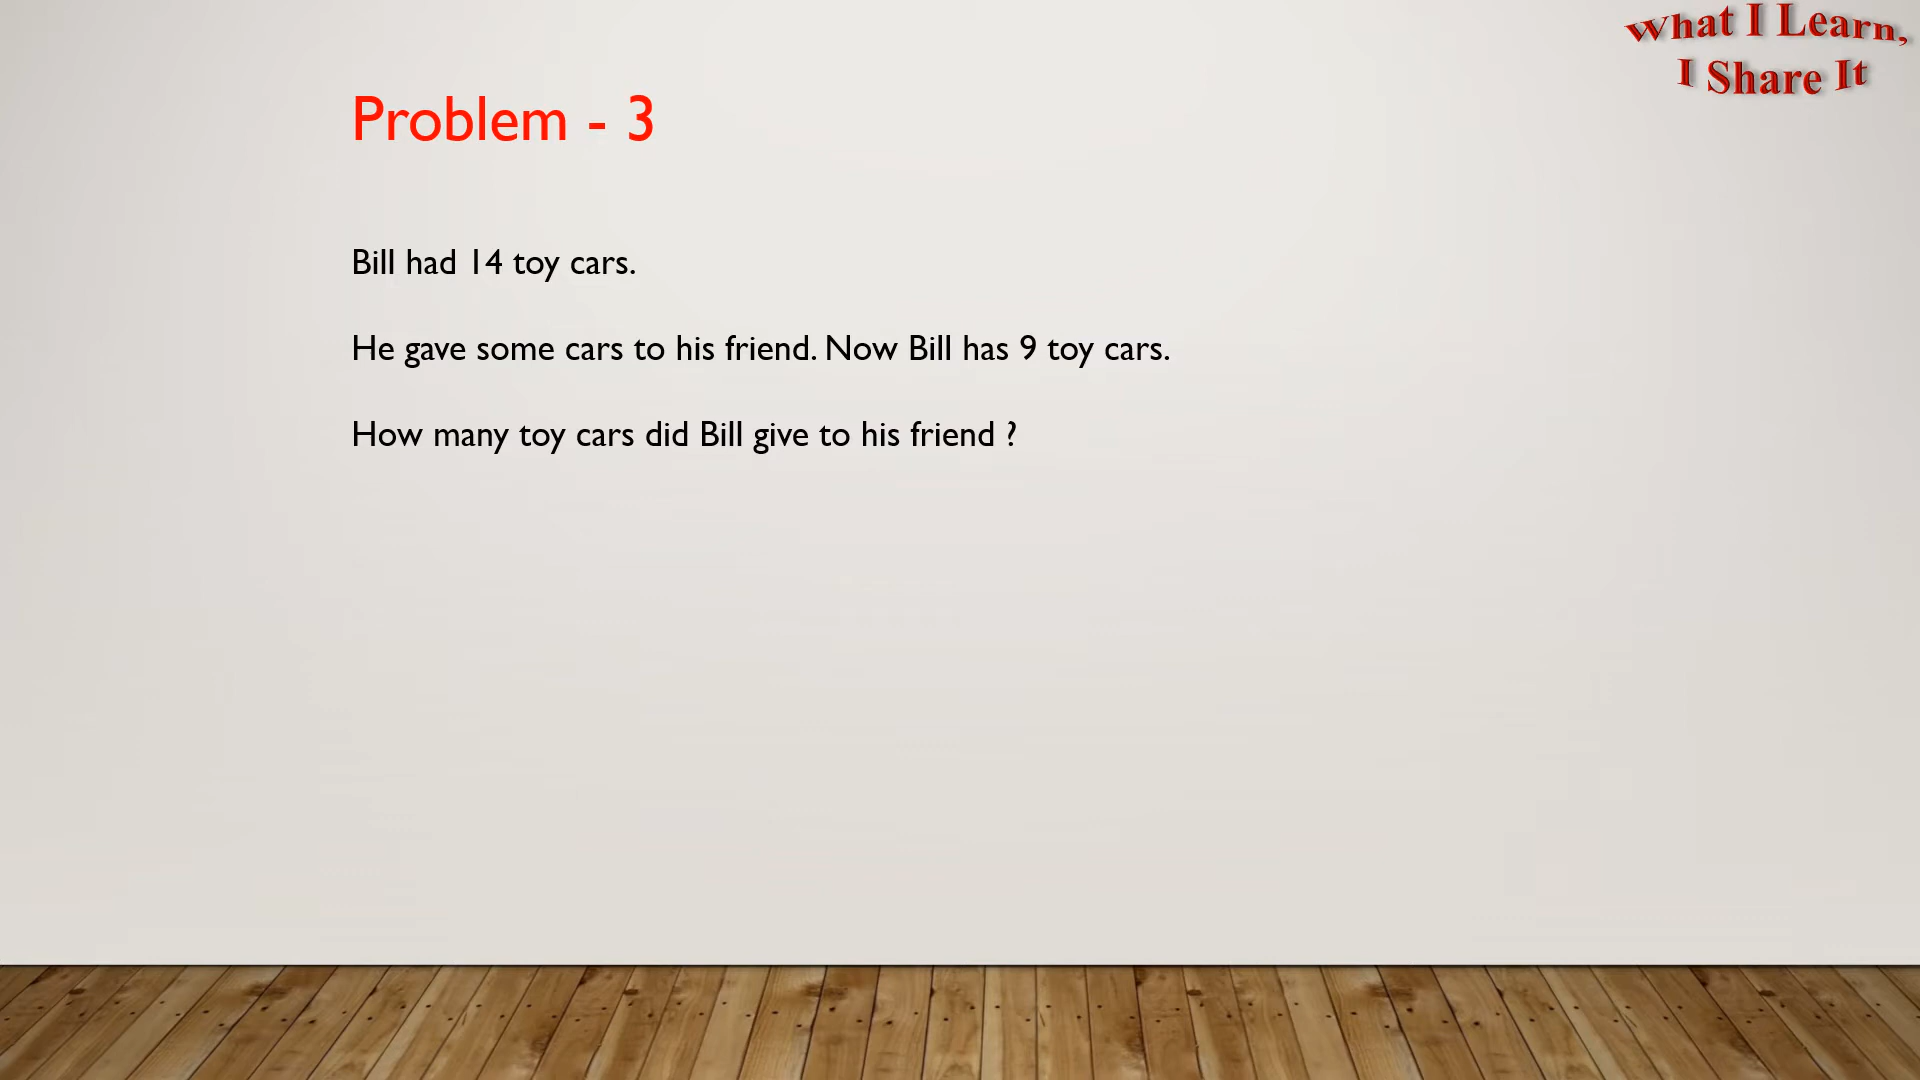 What I Learn,
I Share It
Problem - 3
Bill had 14 toy cars.
He gave some cars to his friend. Now Bill has 9 toy cars.
How many toy cars did Bill give to his friend ?